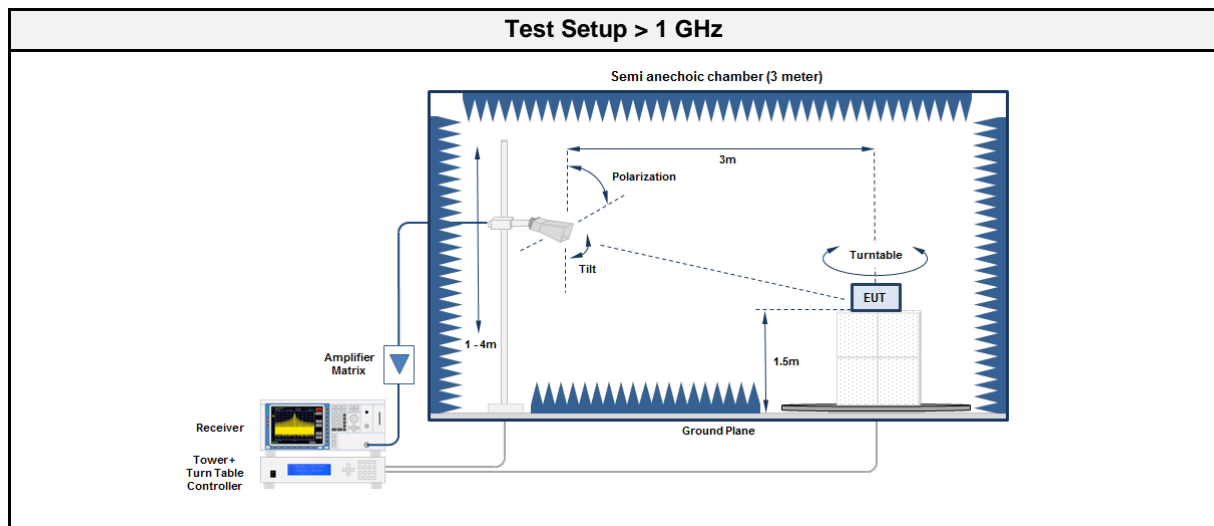 Test Setup > 1 GHz
Semi anechoic chamber (3 meter)
3m
Polarization
Tilt
Turntable
EUT
1 - 4m
1.5m
Amplifier
Matrix
Receiver
Ground Plane
Tower+
Turn Table
Controller